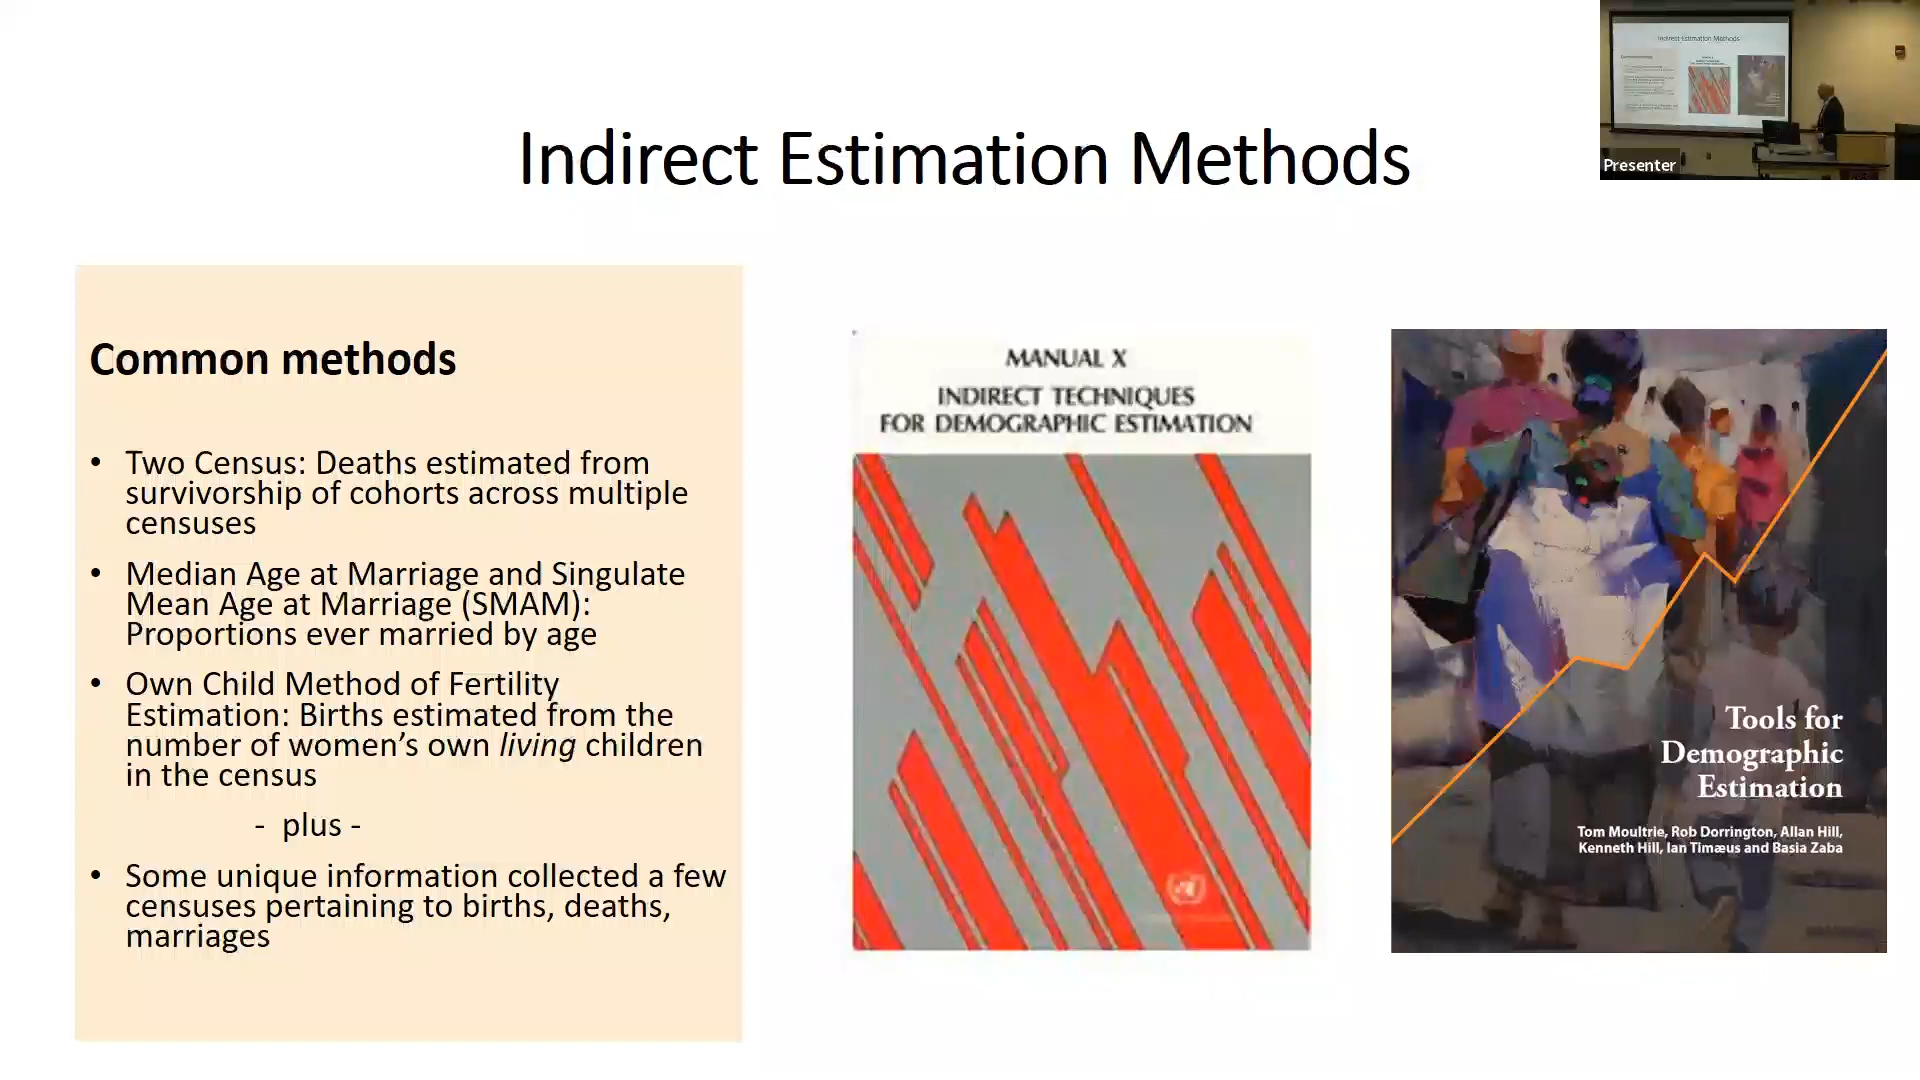 Indirect Estimation Methods
Presenter
Indirect Estimation Methods
Common methods
• Two Census: Deaths estimated from
survivorship of cohorts across multiple
censuses
• Median Age at Marriage and Singulate
Mean Age at Marriage (SMAM):
Proportions ever married by age
• Own Child Method of Fertility
Estimation: Births estimated from the
number of women's own living children
in the census
- plus -
• Some unique information collected a few
censuses pertaining to births, deaths,
marriages
MANUAL X
INDIRECT TECHNIQUES
FOR DEMOGRAPHIC ESTIMATION
Tools for
Demographic
Estimation
Tom Moultrie, Rob Dorrington, Allan Hill,
Kenneth Hill, Ian Timæus and Basia Zaba